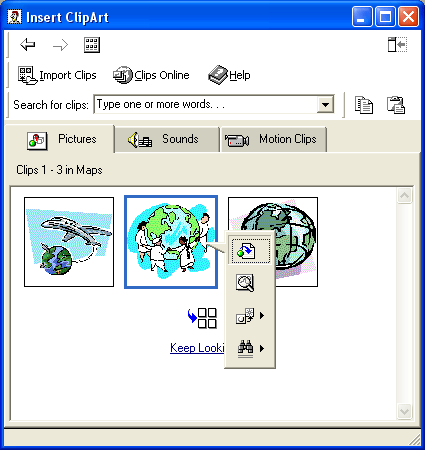 Insert ClipArt
Import Clips Clips Online Help
Search for clips: Type one or more words. . .
Pictures Sounds Motion Clips
Clips 1 - 3 in Maps
Keep